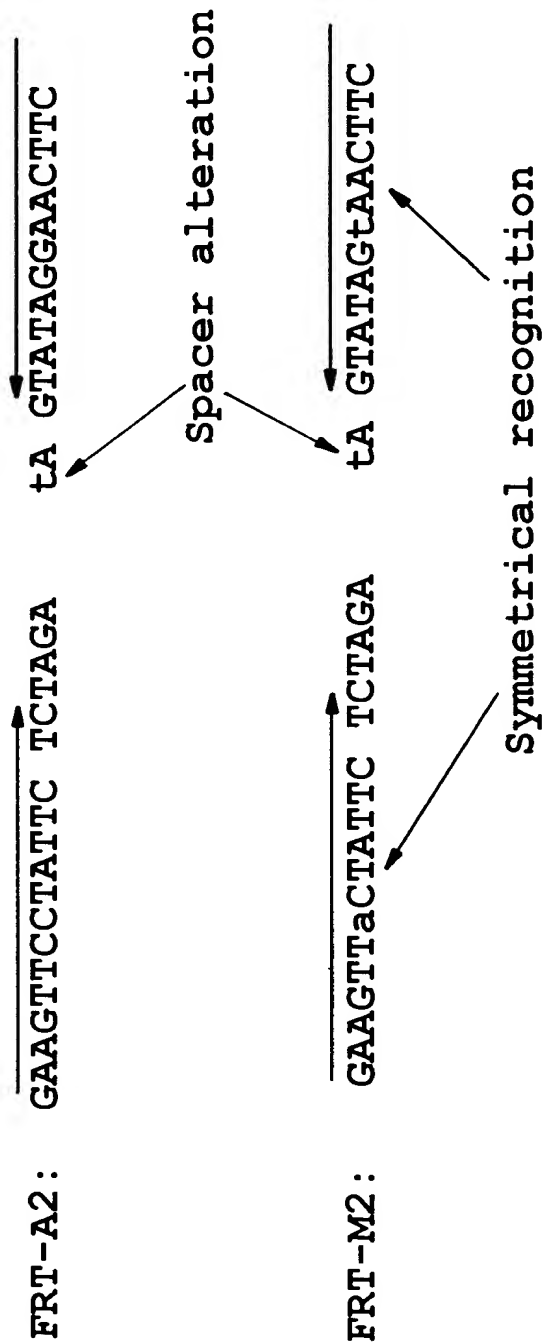 FRT-A2: GAAGTTCCTATTC TCTAGA tA GTATAGGAACTTC
Spacer alteration
FRT-M2: GAAGTTaCTATTC TCTAGA tA GTATAGtAACTTC
Symmetrical recognition